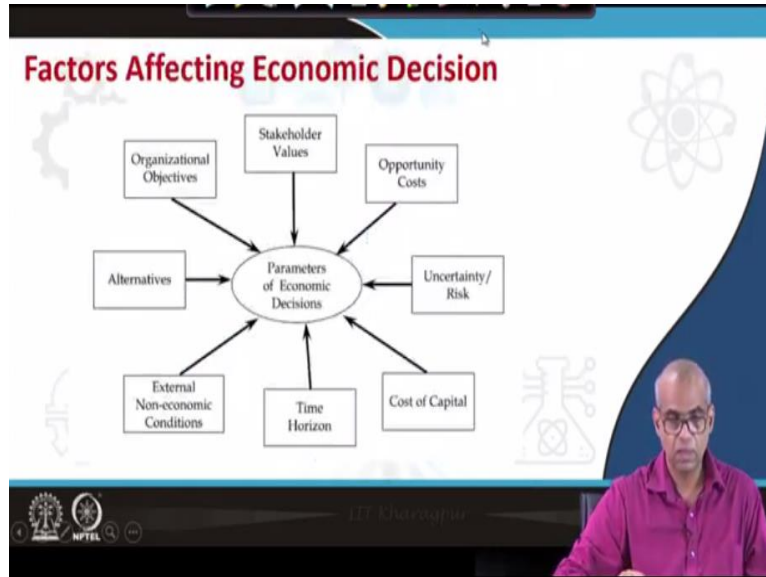 Factors Affecting Economic Decision
Stakeholder
Values
Organizational
Objectives
Opportunity
Costs
Alternatives
Parameters
of Economic
Decisions
Uncertainty/
Risk
External
Non-economic
Conditions
Time
Horizon
Cost of Capital
IIT Kharagpur
NPTEL